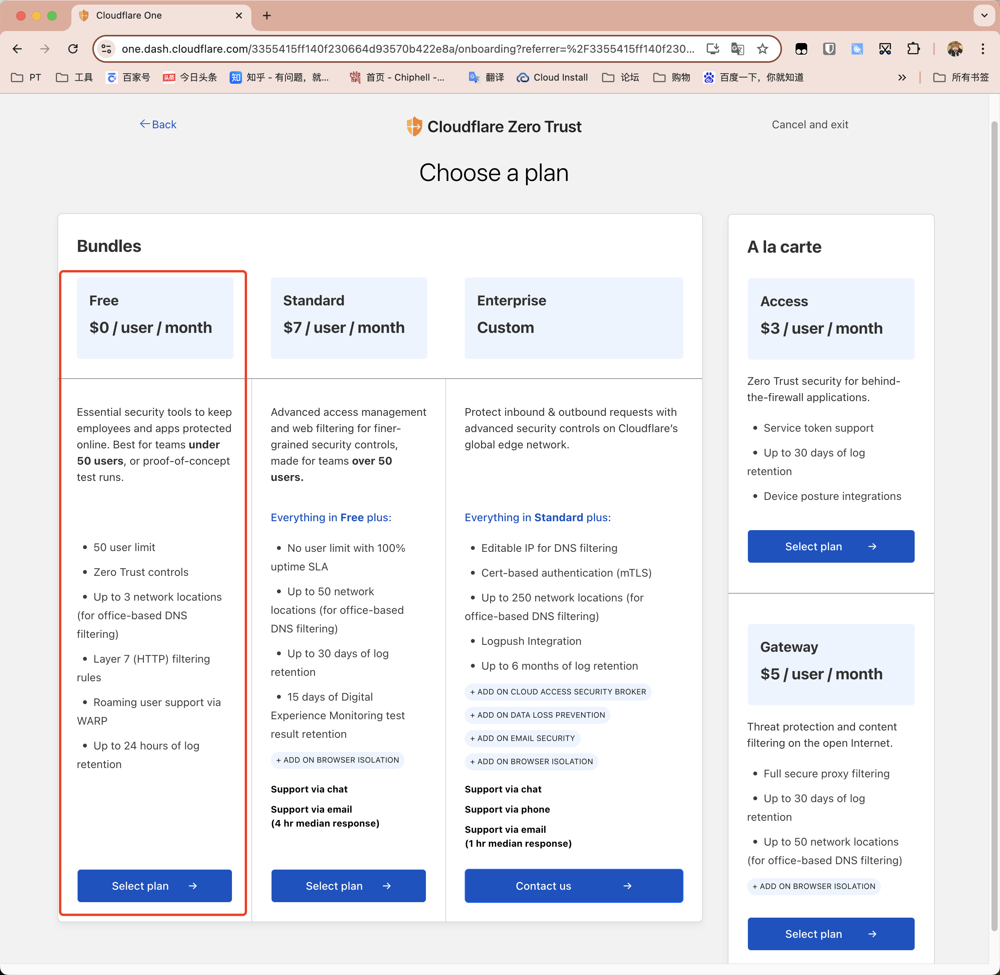 Cloudflare One
one.dash.cloudflare.com/3355415ff140f230664d93570b422e8a/onboarding?referrer=%2F3355415ff140f230...
PT
工具
百家号
今日头条
知乎 - 有问题，就...
首页 - Chiphell -...
翻译
Cloud Install
论坛
购物
百度一下，你就知道
所有书签
Back
Cloudflare Zero Trust
Cancel and exit
Choose a plan
Bundles
Free
$0 / user / month
Essential security tools to keep
employees and apps protected
online. Best for teams under
50 users, or proof-of-concept
test runs.
• 50 user limit
• Zero Trust controls
• Up to 3 network locations
(for office-based DNS
filtering)
• Layer 7 (HTTP) filtering
rules
• Roaming user support via
WARP
• Up to 24 hours of log
retention
Select plan
Standard
$7 / user / month
Advanced access management
and web filtering for finer-
grained security controls,
made for teams over 50
users.
Everything in Free plus:
• No user limit with 100%
uptime SLA
• Up to 50 network
locations (for office-based
DNS filtering)
• Up to 30 days of log
retention
• 15 days of Digital
Experience Monitoring test
result retention
+ ADD ON BROWSER ISOLATION
Support via chat
Support via email
(4 hr median response)
Select plan
Enterprise
Custom
Protect inbound & outbound requests with
advanced security controls on Cloudflare’s
global edge network.
Everything in Standard plus:
• Editable IP for DNS filtering
• Cert-based authentication (mTLS)
• Up to 250 network locations (for
office-based DNS filtering)
• Logpush Integration
• Up to 6 months of log retention
+ ADD ON CLOUD ACCESS SECURITY BROKER
+ ADD ON DATA LOSS PREVENTION
+ ADD ON EMAIL SECURITY
+ ADD ON BROWSER ISOLATION
Support via chat
Support via phone
Support via email
(1 hr median response)
Contact us
A la carte
Access
$3 / user / month
Zero Trust security for behind-
the-firewall applications.
• Service token support
• Up to 30 days of log
retention
• Device posture integrations
Select plan
Gateway
$5 / user / month
Threat protection and content
filtering on the open Internet.
• Full secure proxy filtering
• Up to 30 days of log
retention
• Up to 50 network locations
(for office-based DNS filtering)
+ ADD ON BROWSER ISOLATION
Select plan